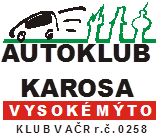 AUTOKLUB
KAROSA
VYSOKÉ MÝTO
KLUB V AČR r.č. 0258